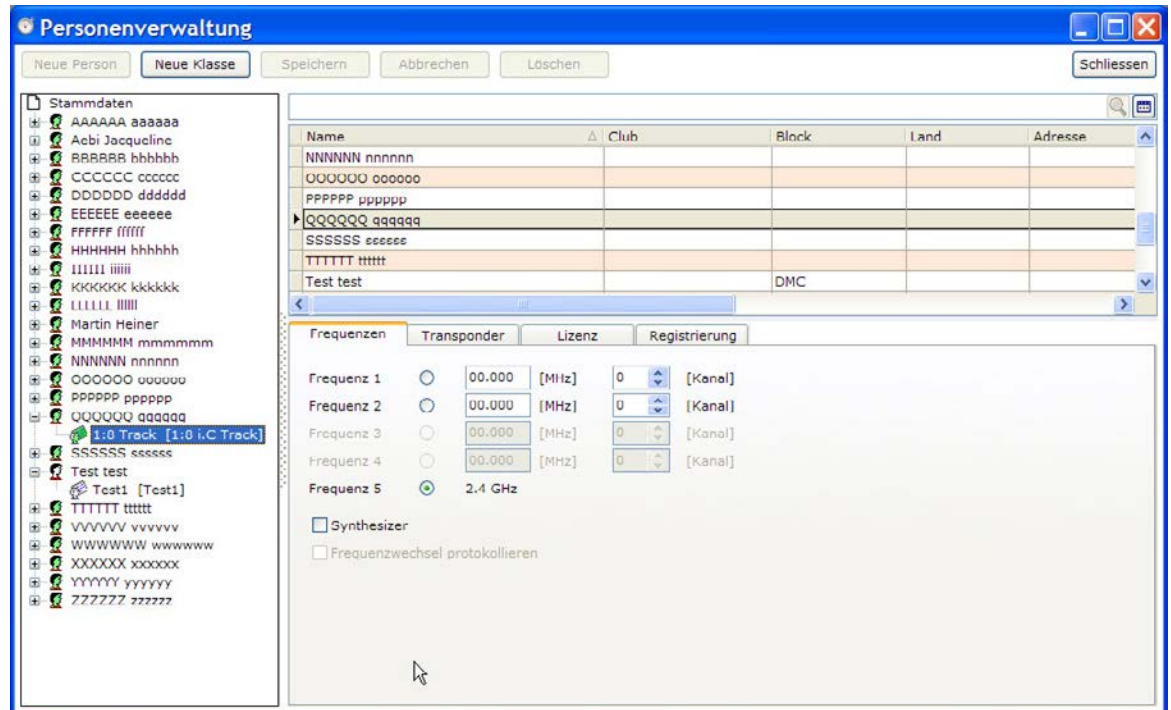 Personenverwaltung
Neue Person Neue Klasse Speichern Abbrechen Löschen Schliessen
Stammdaten
AAAAAA aaaaaa
Aebi Jacqueline
BBBBBB bbbbbb
CCCCCC cccccc
DDDDDD dddddd
EEEEEE eeeeee
FFFFFF ffffff
HHHHHH hhhhhh
IIIIII iiiiii
KKKKKK kkkkkk
LLLLLL llllll
Martin Heiner
MMMMMM mmmmmm
NNNNNN nnnnnn
OOOOOO oooooo
PPPPPP pppppp
QQQQQQ qqqqqq
1:8 Track [1:8 i.C Track]
SSSSSS ssssss
Test test
Test1 [Test1]
TTTTTT tttttt
VVVVVV vvvvvv
WWWWWW wwwwww
XXXXXX xxxxxx
YYYYYY yyyyyy
ZZZZZZ zzzzzz
Name Club Block Land Adresse
NNNNNN nnnnnn
OOOOOO oooooo
PPPPPP pppppp
QQQQQQ qqqqqq
SSSSSS ssssss
TTTTTT tttttt
Test test DMC
Frequenzen Transponder Lizenz Registrierung
Frequenz 1 00.000 [MHz] 0 [Kanal]
Frequenz 2 00.000 [MHz] 0 [Kanal]
Frequenz 3 00.000 [MHz] 0 [Kanal]
Frequenz 4 00.000 [MHz] 0 [Kanal]
Frequenz 5 2.4 GHz
Synthesizer
Frequenzwechsel protokollieren